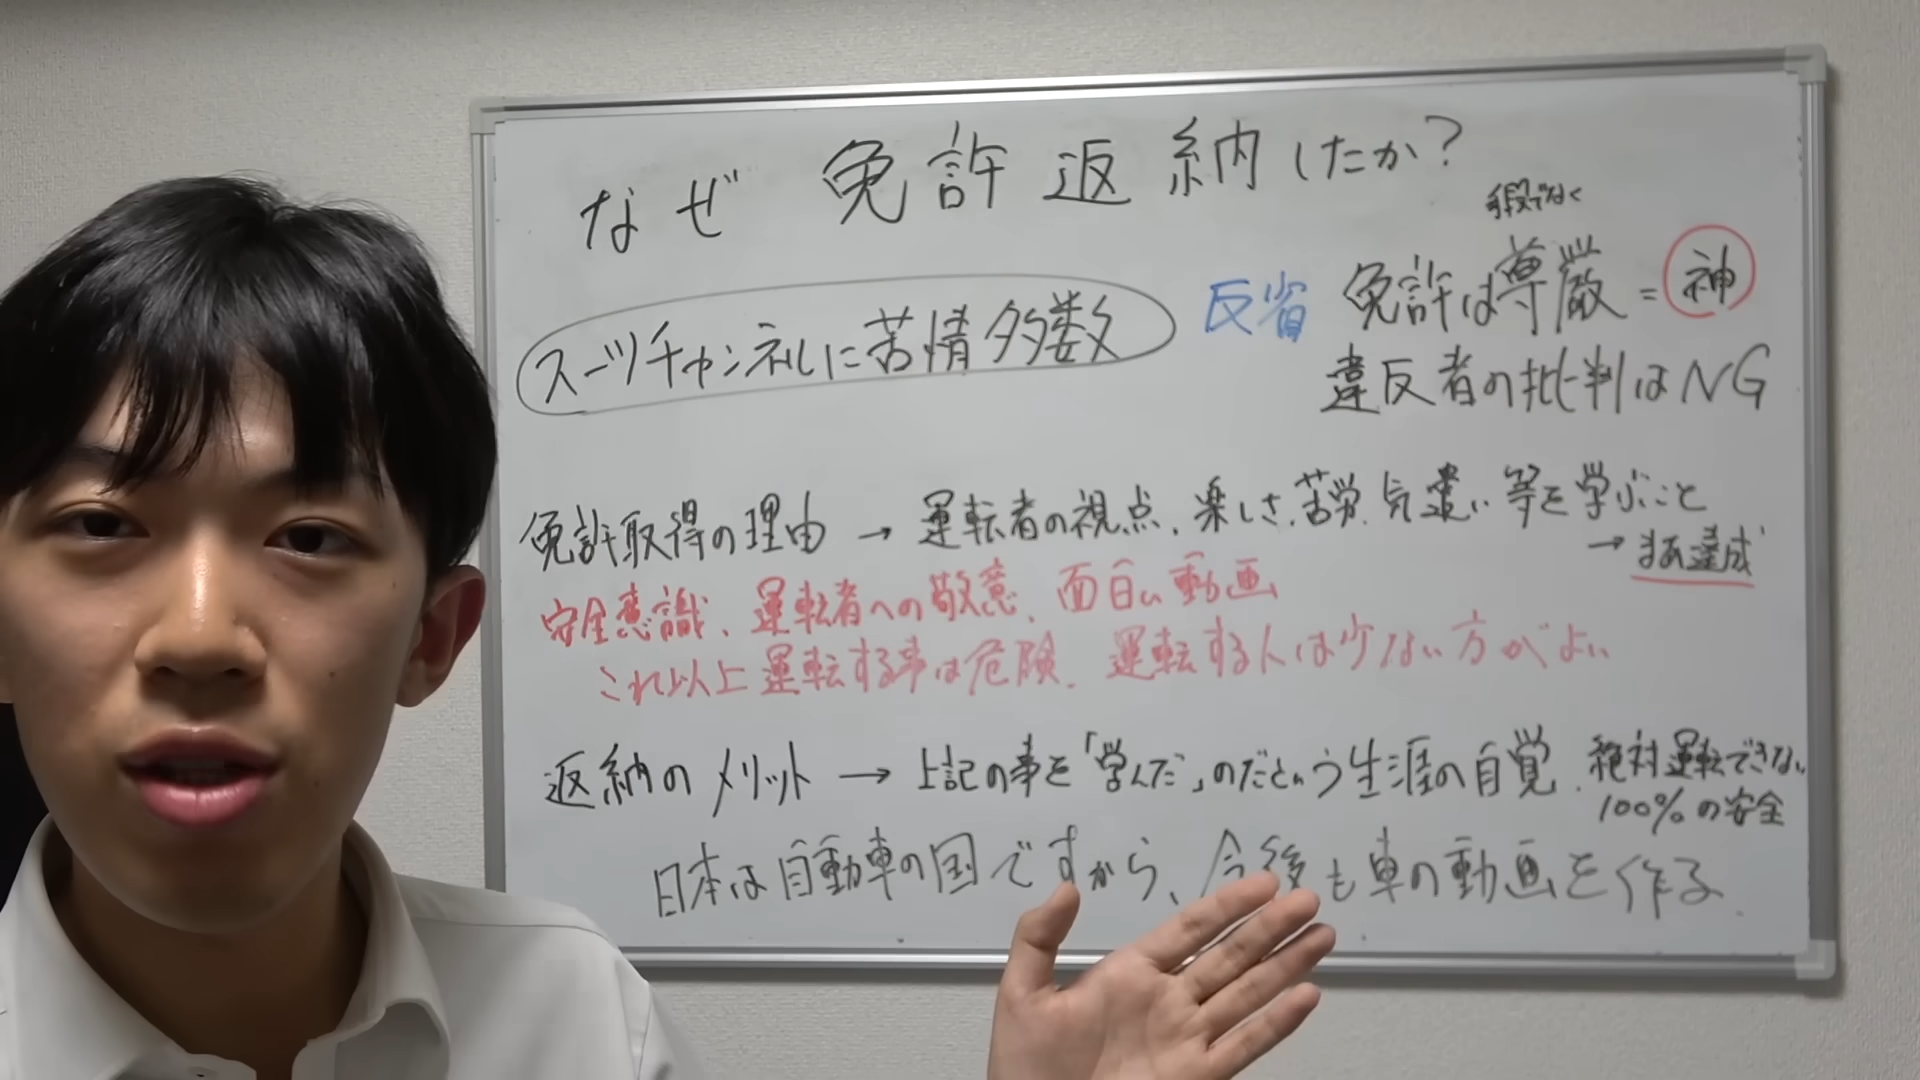 なぜ 免許返納したか？
スーツチャンネルに苦情多数
反省
手段でなく
免許は尊厳＝神
違反者の批判はNG
免許取得の理由 → 運転者の視点、楽しさ、苦労、気遣い等を学ぶこと
→ まあ達成
安全意識、運転者への敬意、面白い動画
これ以上運転する事は危険、運転する人は少ない方がよい
返納のメリット → 上記の事を「学んだ」のだという生涯の自覚、絶対運転できない
100%の安全
日本は自動車の国ですから、今後も車の動画を作る。